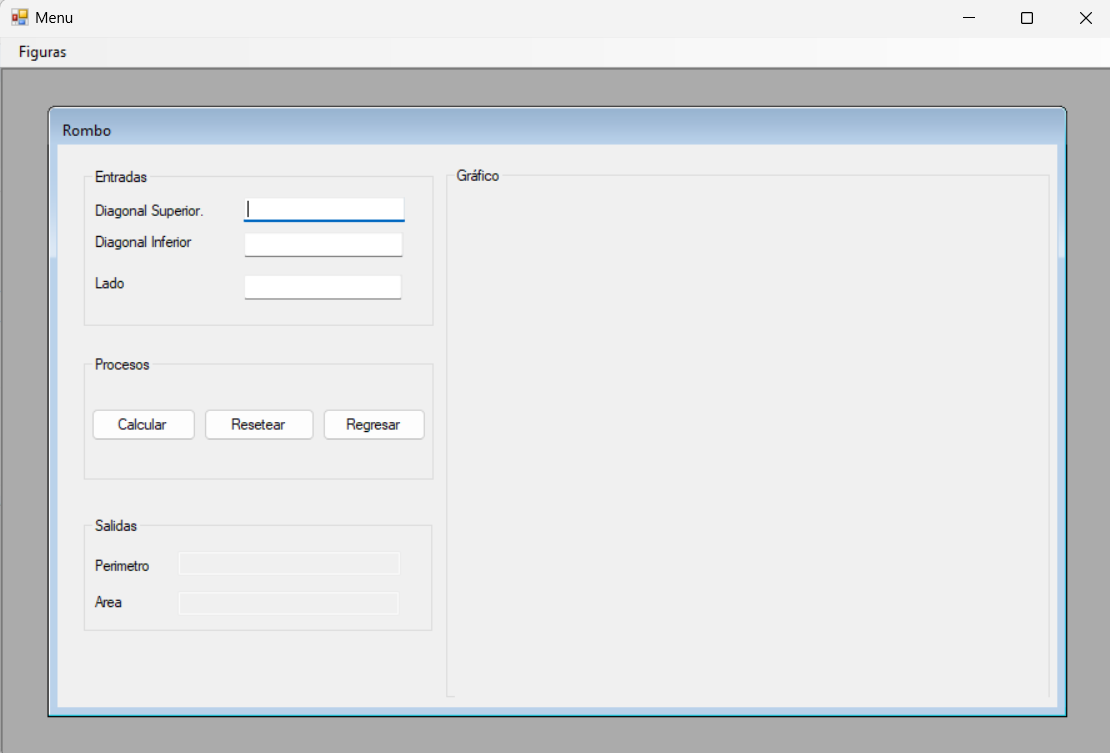 Menu
Figuras
Rombo
Entradas
Diagonal Superior.
Diagonal Inferior
Lado
Procesos
Calcular Resetear Regresar
Salidas
Perimetro
Area
Gráfico